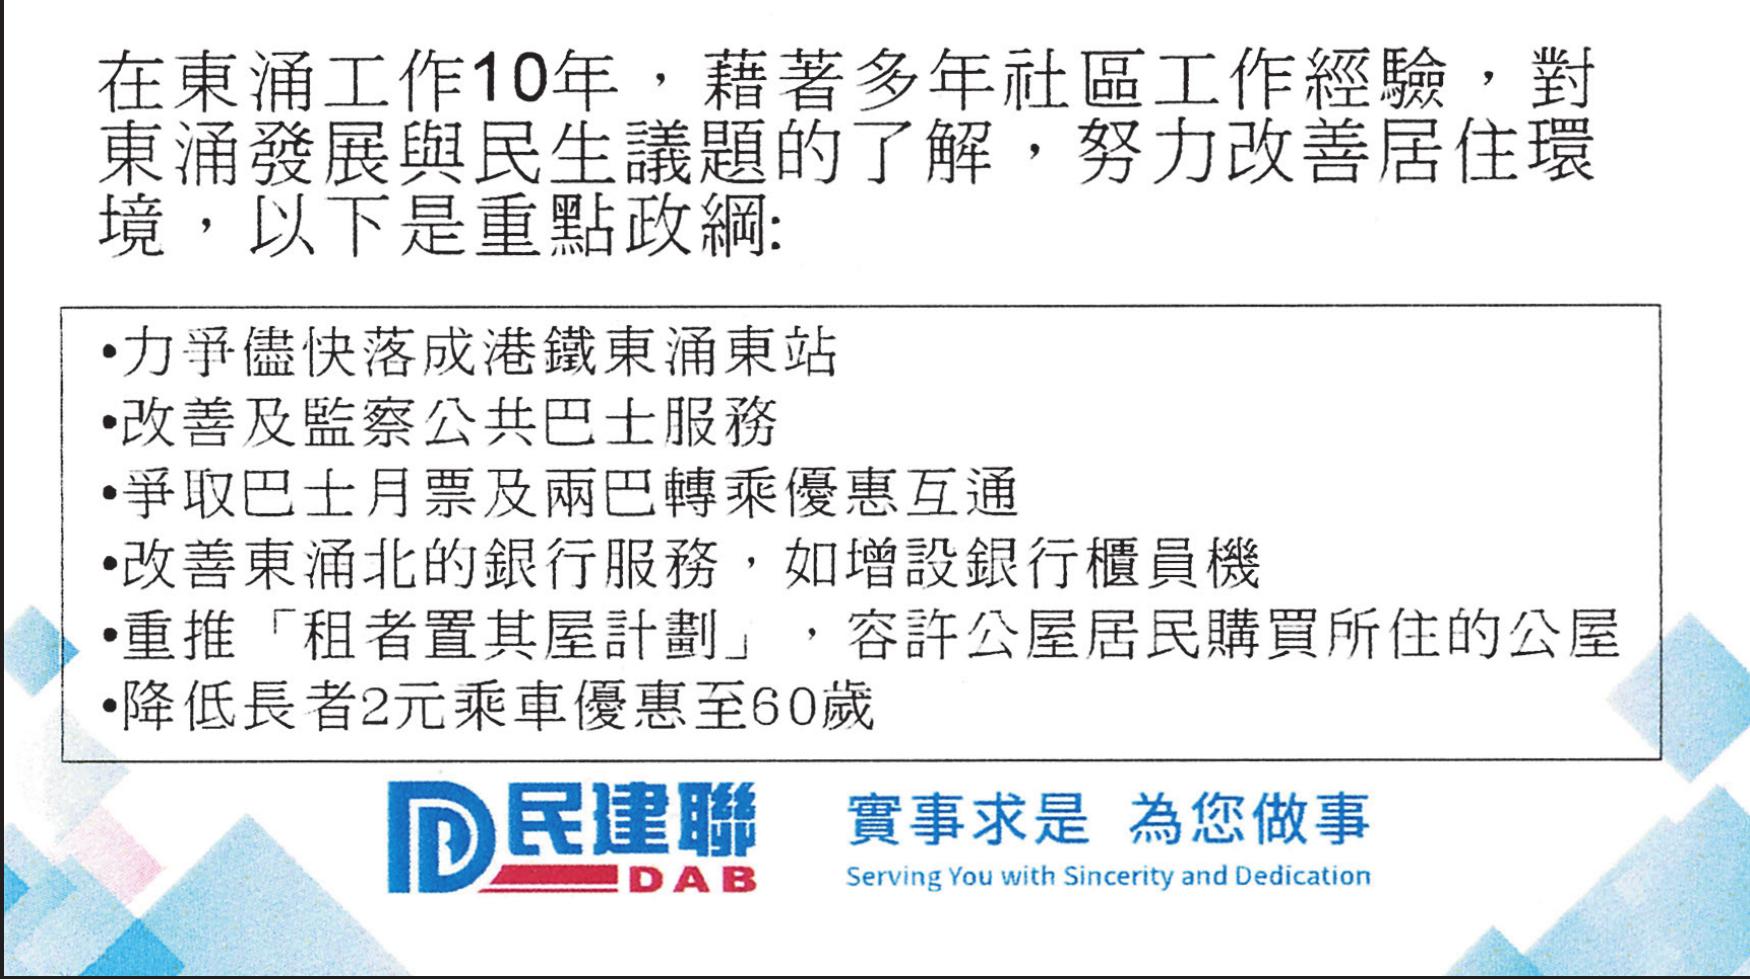 在東涌工作10年，藉著多年社區工作經驗，對
東涌發展與民生議題的了解，努力改善居住環
境，以下是重點政綱:
•力爭儘快落成港鐵東涌東站
•改善及監察公共巴士服務
•爭取巴士月票及兩巴轉乘優惠互通
•改善東涌北的銀行服務，如增設銀行櫃員機
•重推「租者置其屋計劃」，容許公屋居民購買所住的公屋
•降低長者2元乘車優惠至60歲
民建聯
DAB
實事求是 為您做事
Serving You with Sincerity and Dedication